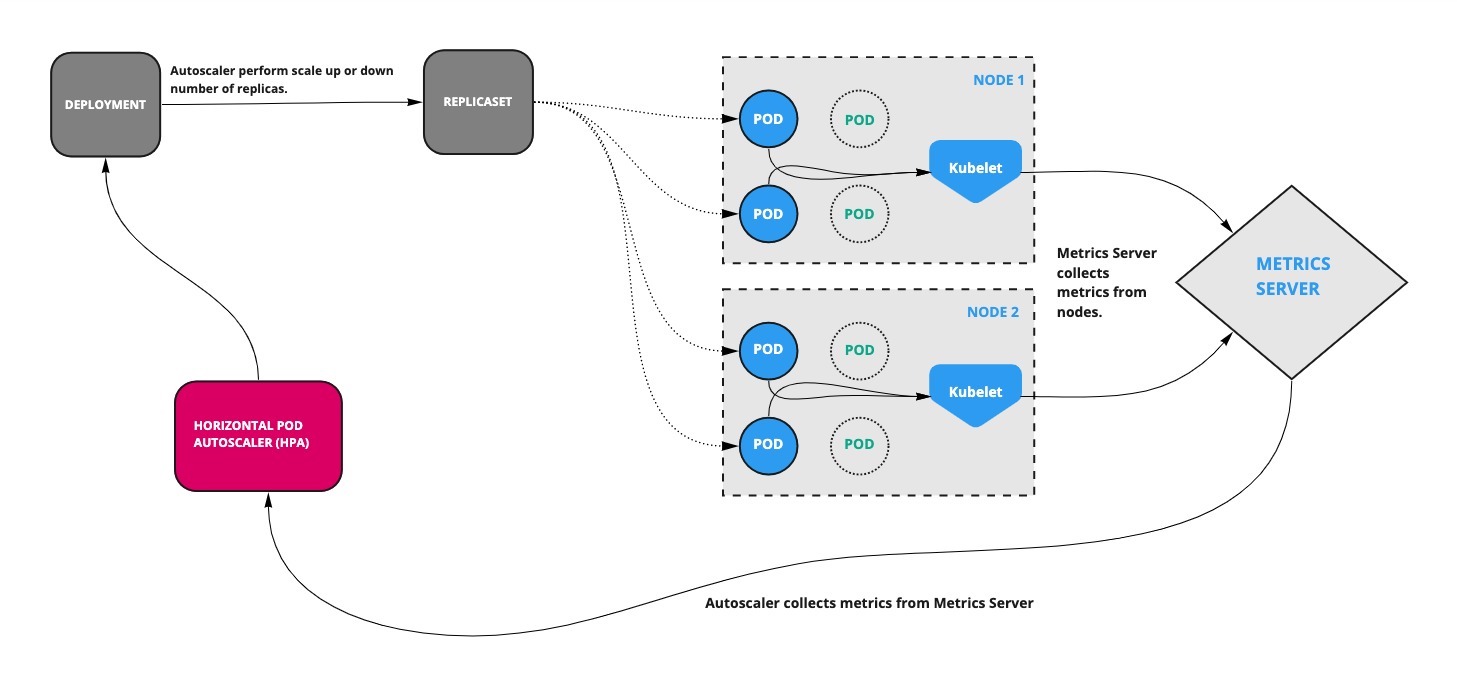 Autoscaler perform scale up or down
number of replicas.
DEPLOYMENT
REPLICASET
NODE 1
POD
POD
Kubelet
POD
POD
Metrics Server
collects
metrics from
nodes.
METRICS
SERVER
NODE 2
POD
POD
Kubelet
POD
POD
HORIZONTAL POD
AUTOSCALER (HPA)
Autoscaler collects metrics from Metrics Server